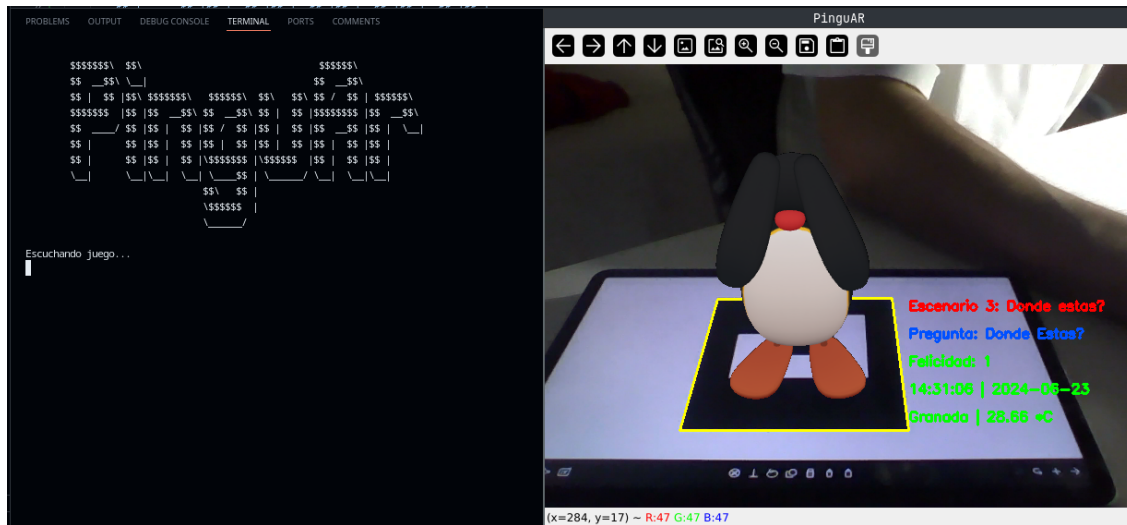 PROBLEMS OUTPUT DEBUG CONSOLE TERMINAL PORTS COMMENTS
PinguAR
Escuchando juego...
Escenario 3: Donde estas?
Pregunta: Donde Estas?
Felicidad: 1
14:31:06 | 2024-06-23
Granada | 28.66 ºC
(x=284, y=17) ~ R:47 G:47 B:47